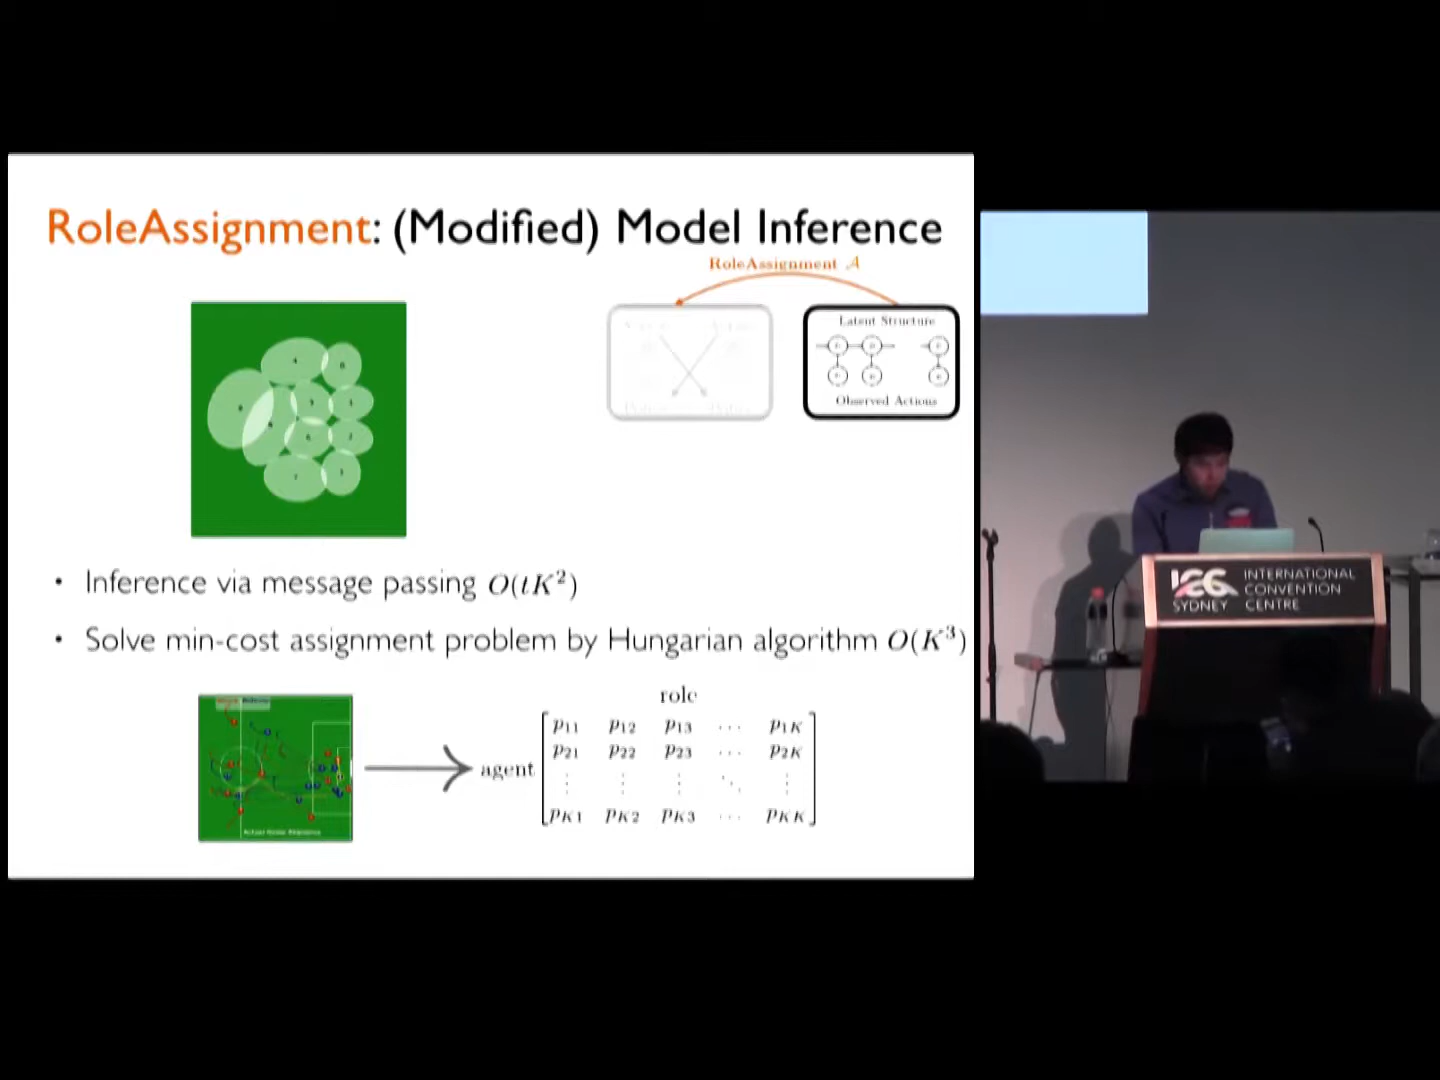 RoleAssignment: (Modified) Model Inference
RoleAssignment 𝒜
Latent Structure
Observed Actions
• Inference via message passing O(tK²)
• Solve min-cost assignment problem by Hungarian algorithm O(K³)
role
agent
p₁₁ p₁₂ p₁₃ ⋯ p₁K
p₂₁ p₂₂ p₂₃ ⋯ p₂K
⋮ ⋮ ⋮ ⋱ ⋮
pK₁ pK₂ pK₃ ⋯ pKK
ICC SYDNEY
INTERNATIONAL
CONVENTION
CENTRE